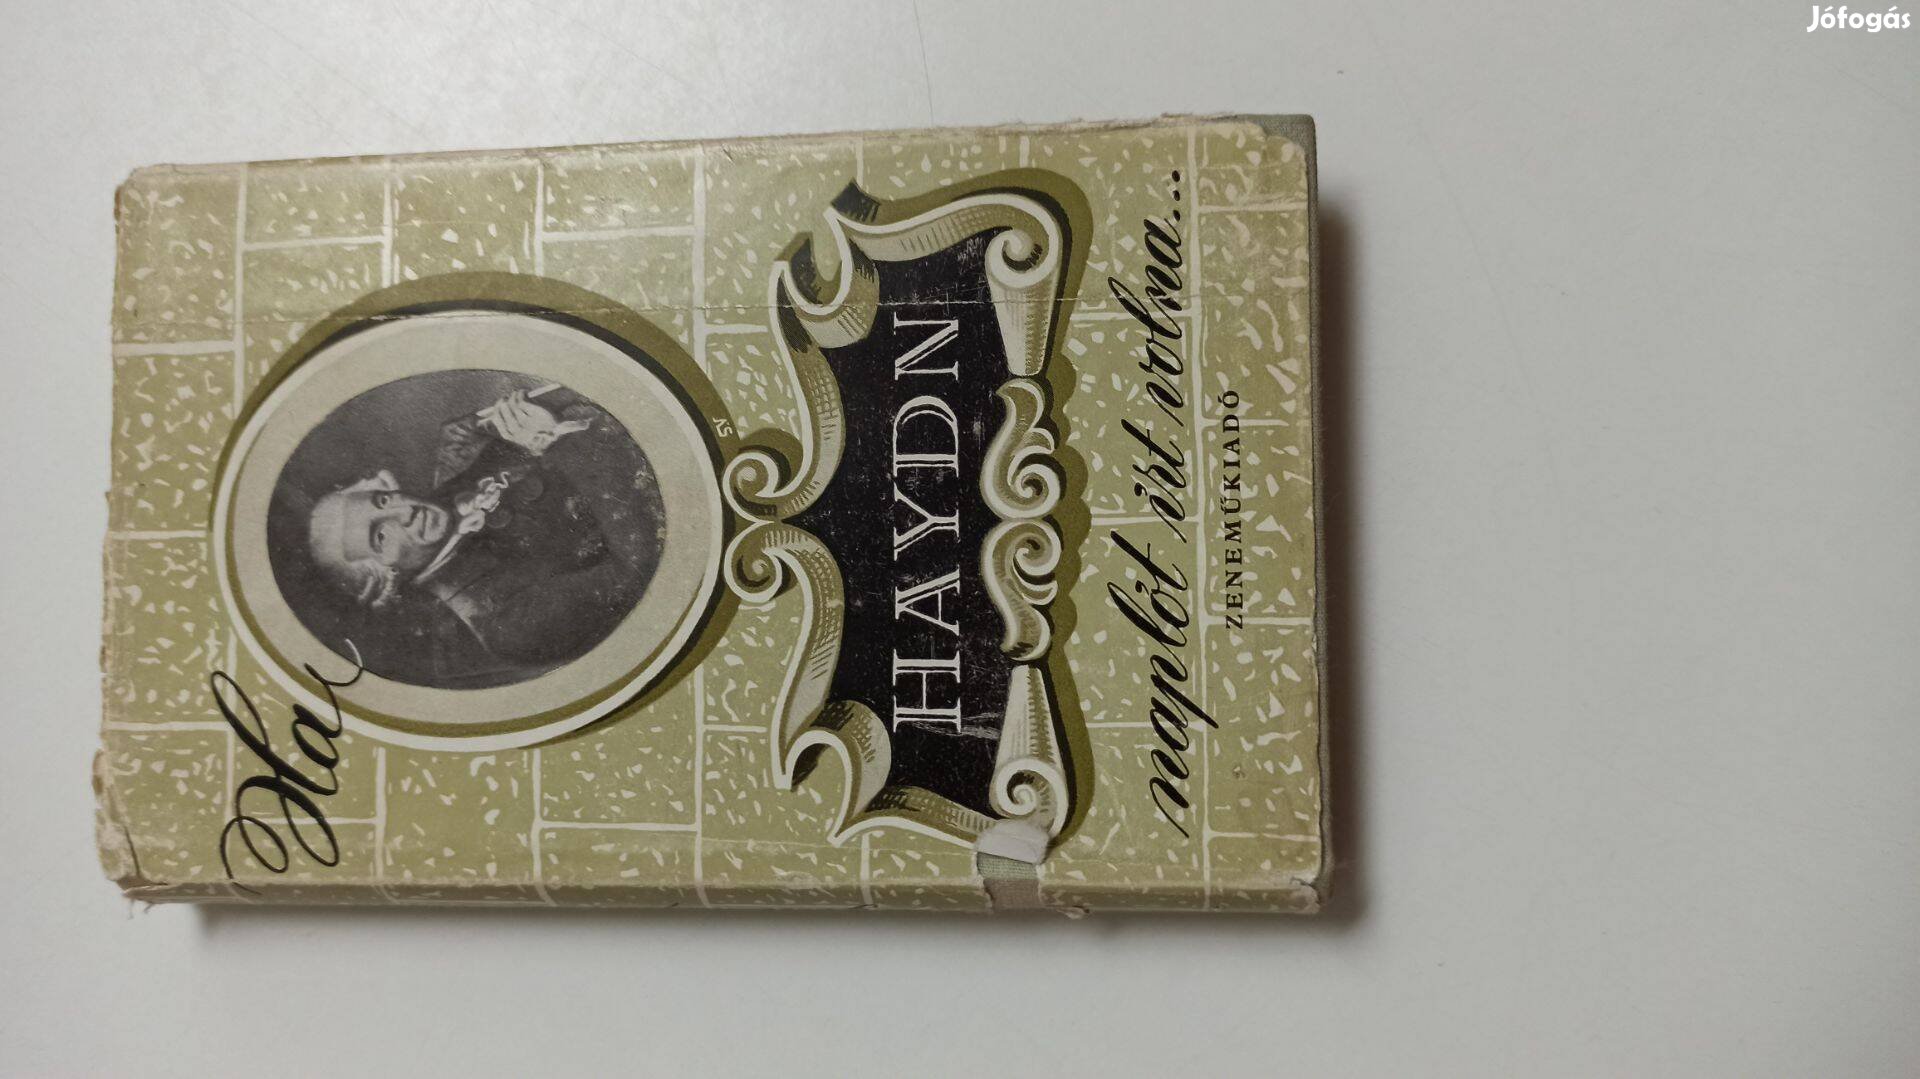 Ha
HAYDN
naplót írt volna...
ZENEMŰKIADÓ
Jófogás